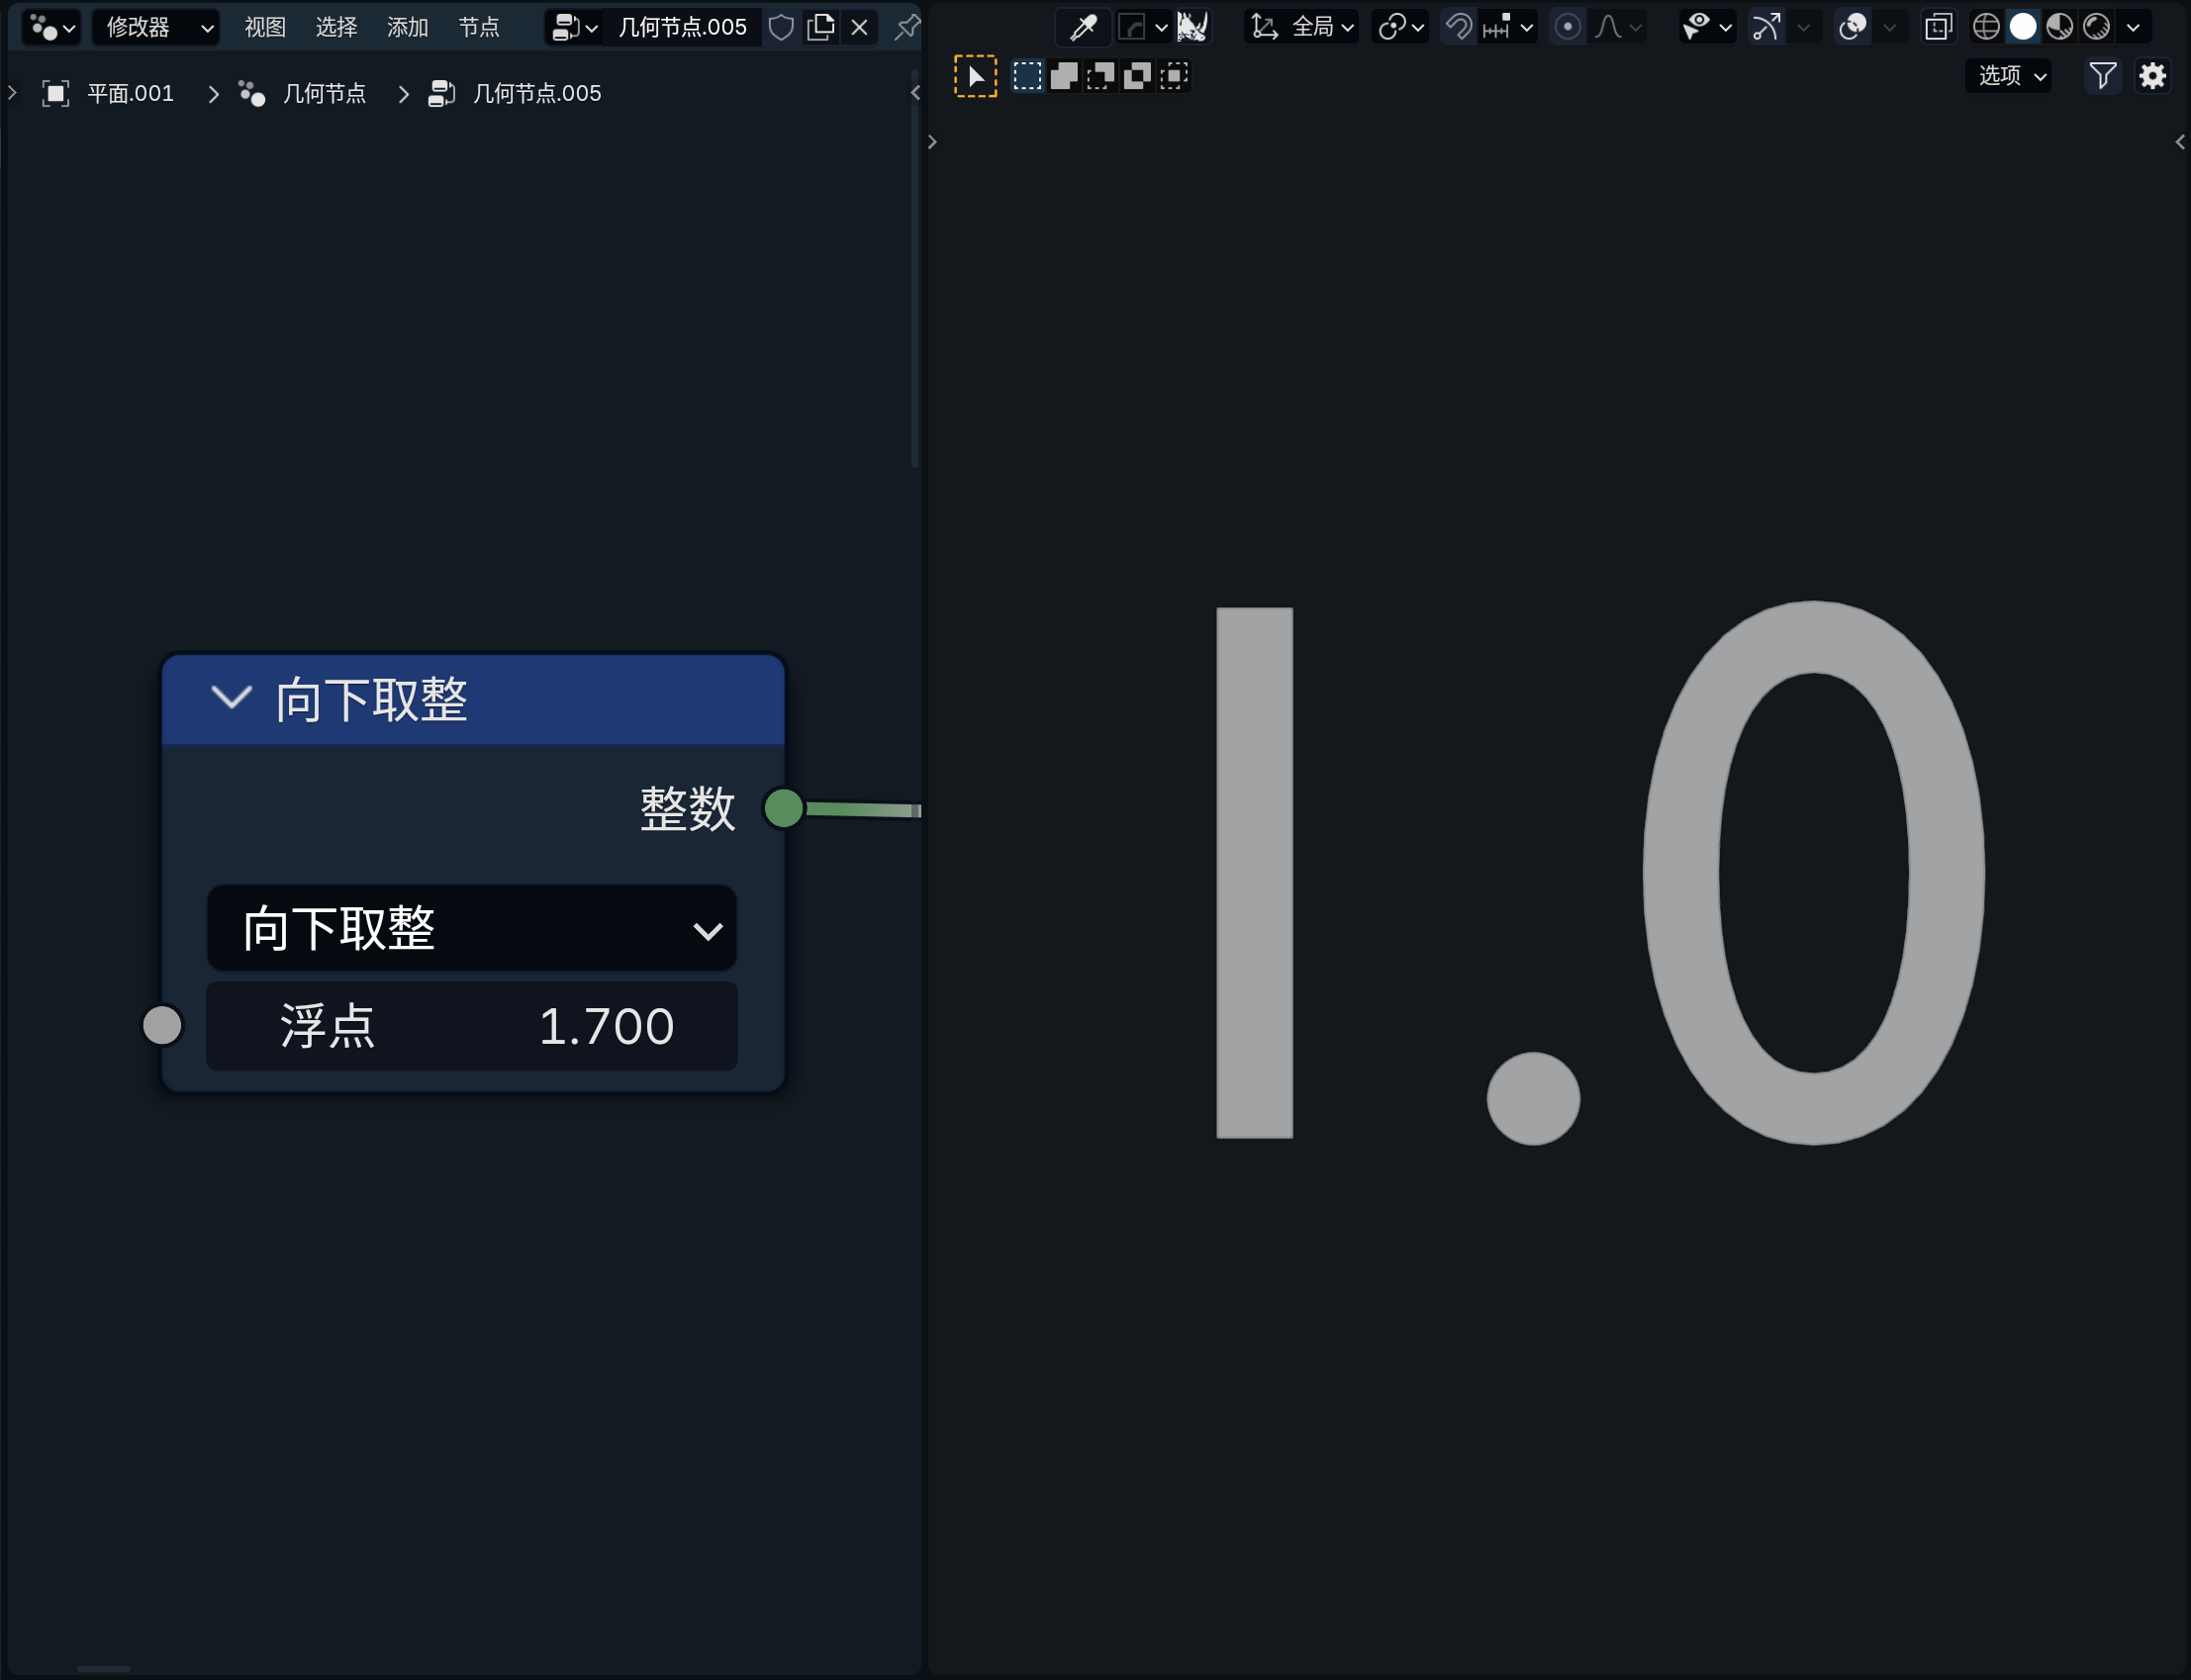 修改器 视图 选择 添加 节点 几何节点.005
平面.001 几何节点 几何节点.005
向下取整
整数
向下取整
浮点 1.700
全局
选项
1.0